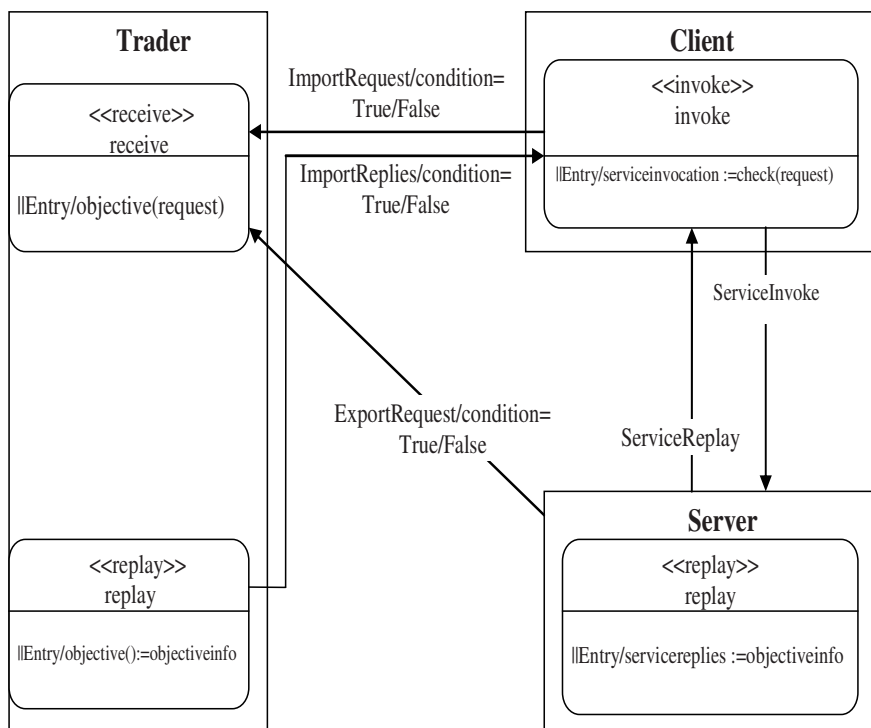 Trader
<<receive>>
receive
||Entry/objective(request)
ImportRequest/condition=
True/False
ImportReplies/condition=
True/False
Client
<<invoke>>
invoke
||Entry/serviceinvocation :=check(request)
ServiceInvoke
ExportRequest/condition=
True/False
ServiceReplay
<<replay>>
replay
||Entry/objective():=objectiveinfo
Server
<<replay>>
replay
||Entry/servicereplies :=objectiveinfo